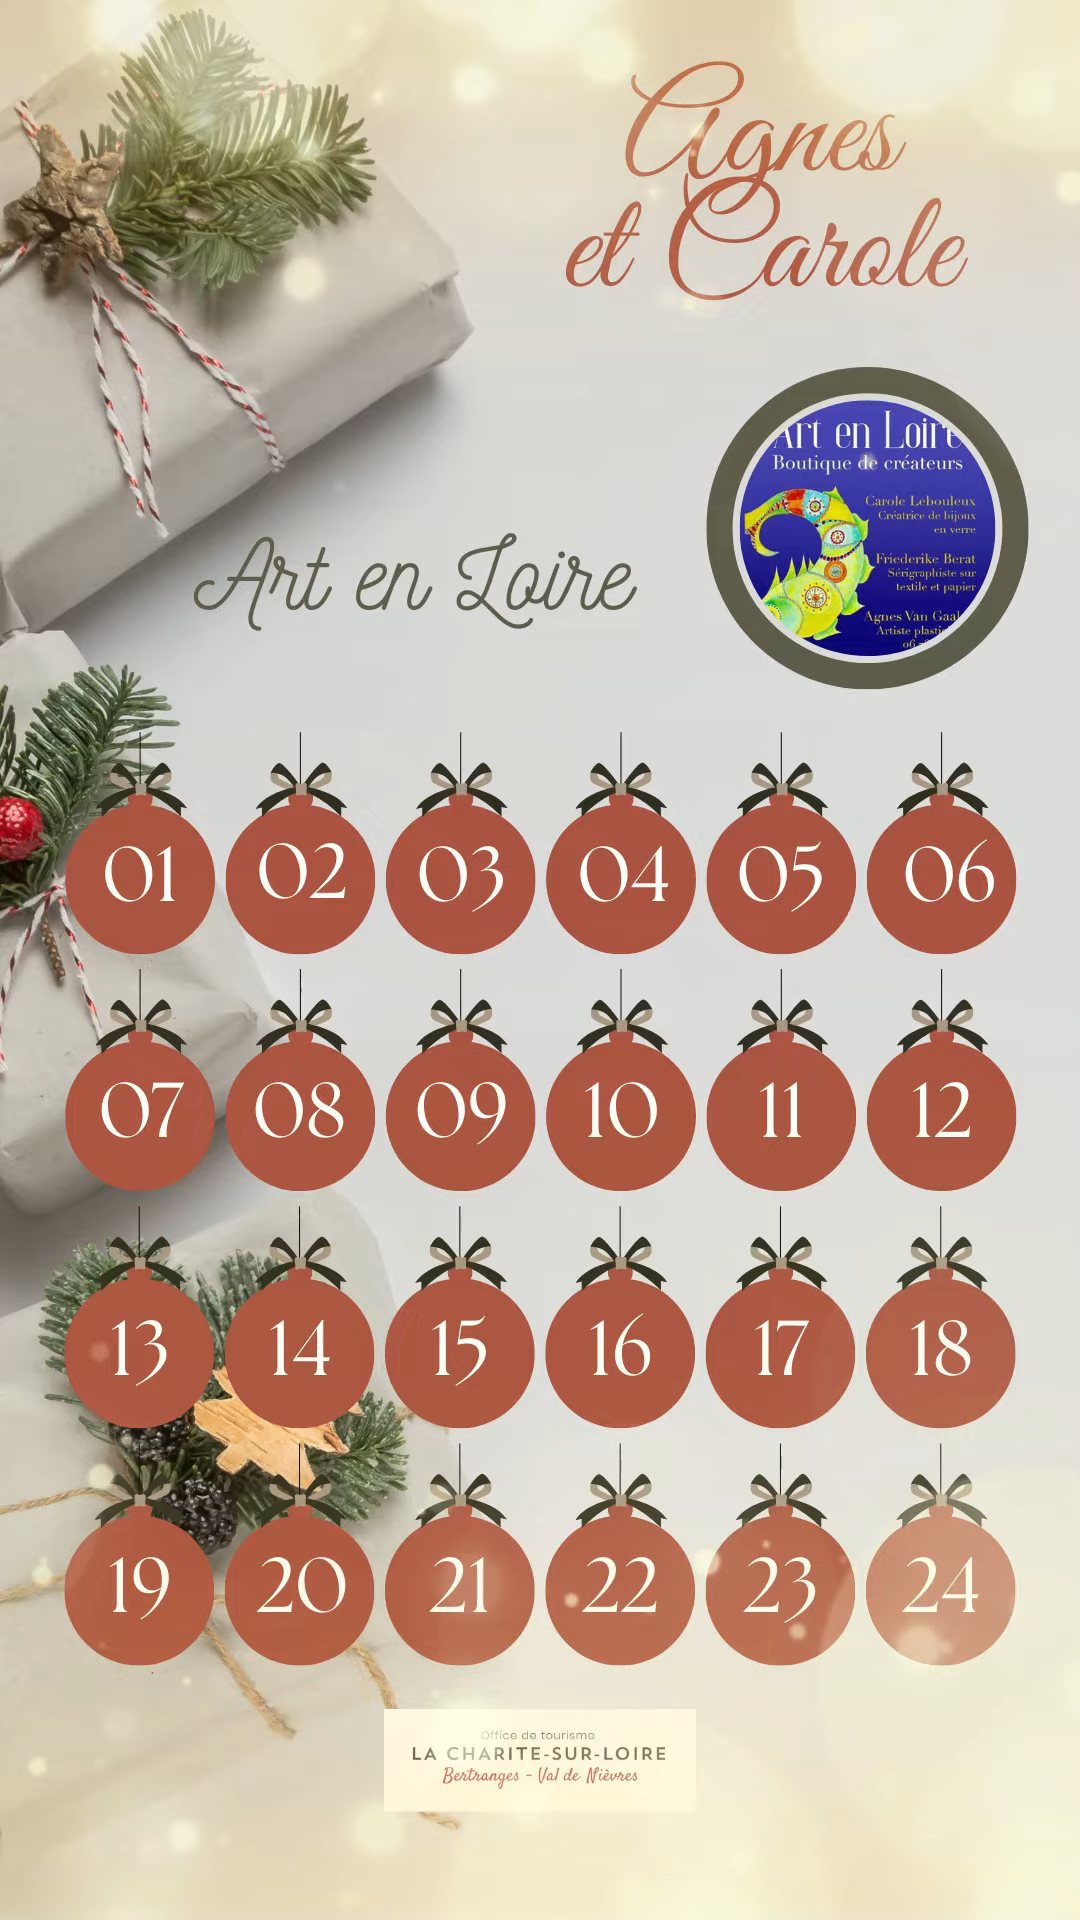 Agnes
et Carole
Art en Loire
Boutique de créateurs
Carole Lebouleux
Créatrice de bijoux
en verre
Friederike Berat
Sérigraphiste sur
textile et papier
Agnes Van
Artiste
06
Art en Loire
01 02 03 04 05 06
07 08 09 10 11 12
13 14 15 16 17 18
19 20 21 22 23 24
Office de tourisme
LA CHARITE-SUR-LOIRE
Bertranges - Val de Nièvres